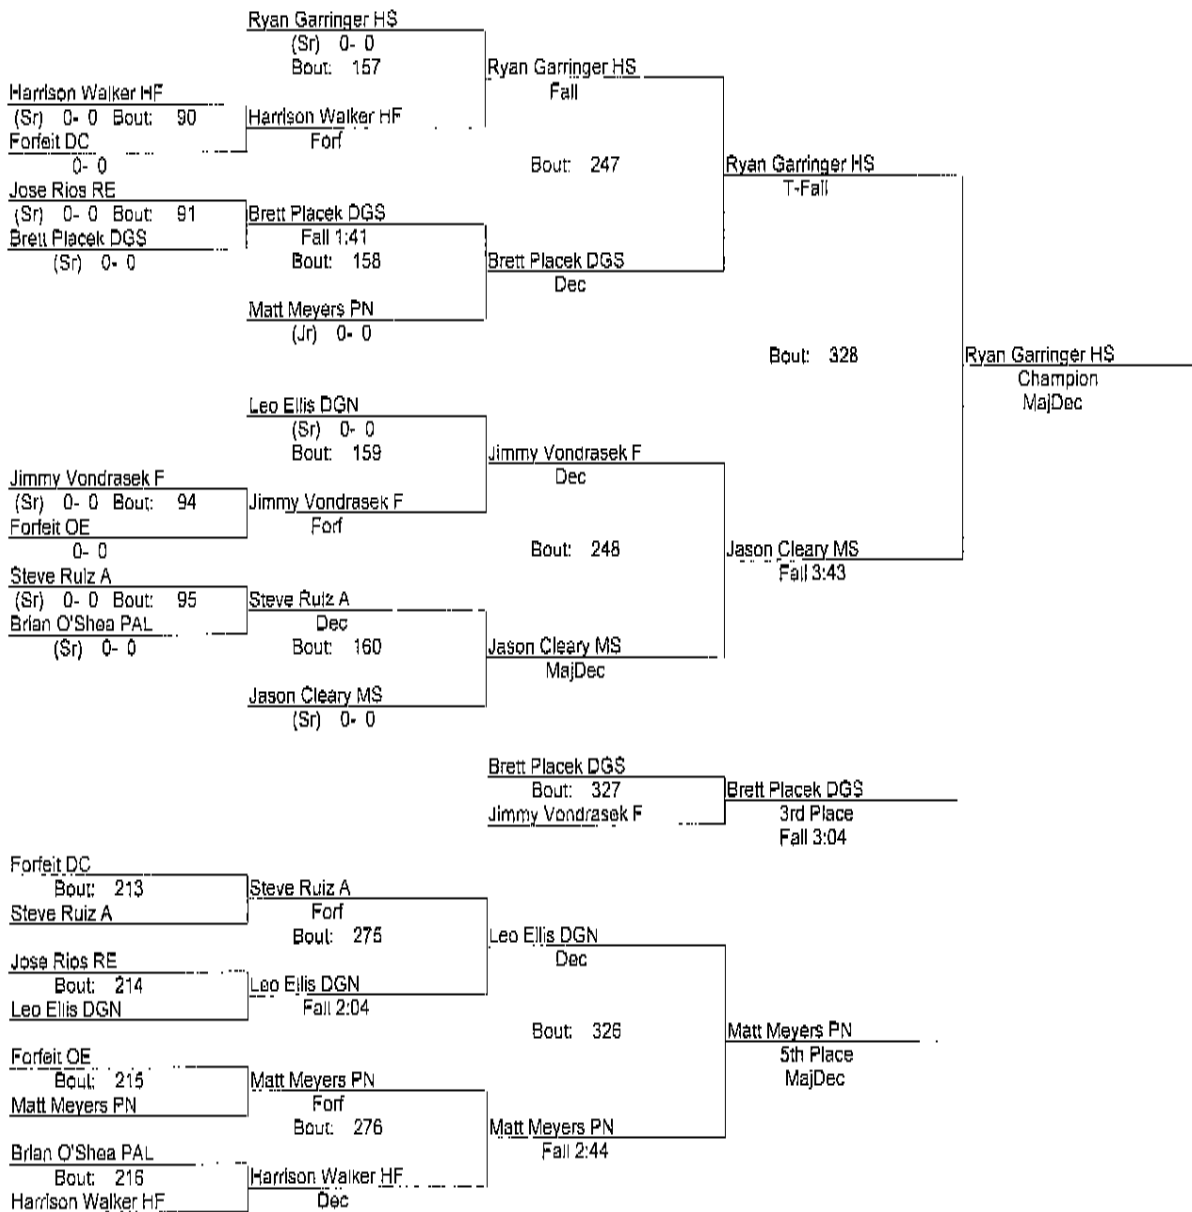 Ryan Garringer HS
(Sr) 0- 0
Bout: 157
Ryan Garringer HS
Fall
Harrison Walker HF
(Sr) 0- 0 Bout: 90
Harrison Walker HF
Forf
Forfeit DC
0- 0
Bout: 247
Ryan Garringer HS
T-Fall
Jose Rios RE
(Sr) 0- 0 Bout: 91
Brett Placek DGS
Fall 1:41
Brett Placek DGS
(Sr) 0- 0
Bout: 158
Brett Placek DGS
Dec
Matt Meyers PN
(Jr) 0- 0
Bout: 328
Ryan Garringer HS
Champion
MajDec
Leo Ellis DGN
(Sr) 0- 0
Bout: 159
Jimmy Vondrasek F
Dec
Jimmy Vondrasek F
(Sr) 0- 0 Bout: 94
Jimmy Vondrasek F
Forf
Forfeit OE
0- 0
Bout: 248
Jason Cleary MS
Fall 3:43
Steve Ruiz A
(Sr) 0- 0 Bout: 95
Steve Ruiz A
Dec
Brian O'Shea PAL
(Sr) 0- 0
Bout: 160
Jason Cleary MS
MajDec
Jason Cleary MS
(Sr) 0- 0
Brett Placek DGS
Bout: 327
Jimmy Vondrasek F
Brett Placek DGS
3rd Place
Fall 3:04
Forfeit DC
Bout: 213
Steve Ruiz A
Steve Ruiz A
Forf
Bout: 275
Leo Ellis DGN
Dec
Jose Rios RE
Bout: 214
Leo Ellis DGN
Leo Ellis DGN
Fall 2:04
Bout: 326
Matt Meyers PN
5th Place
MajDec
Forfeit OE
Bout: 215
Matt Meyers PN
Matt Meyers PN
Forf
Bout: 276
Matt Meyers PN
Fall 2:44
Brian O'Shea PAL
Bout: 216
Harrison Walker HF
Harrison Walker HF
Dec